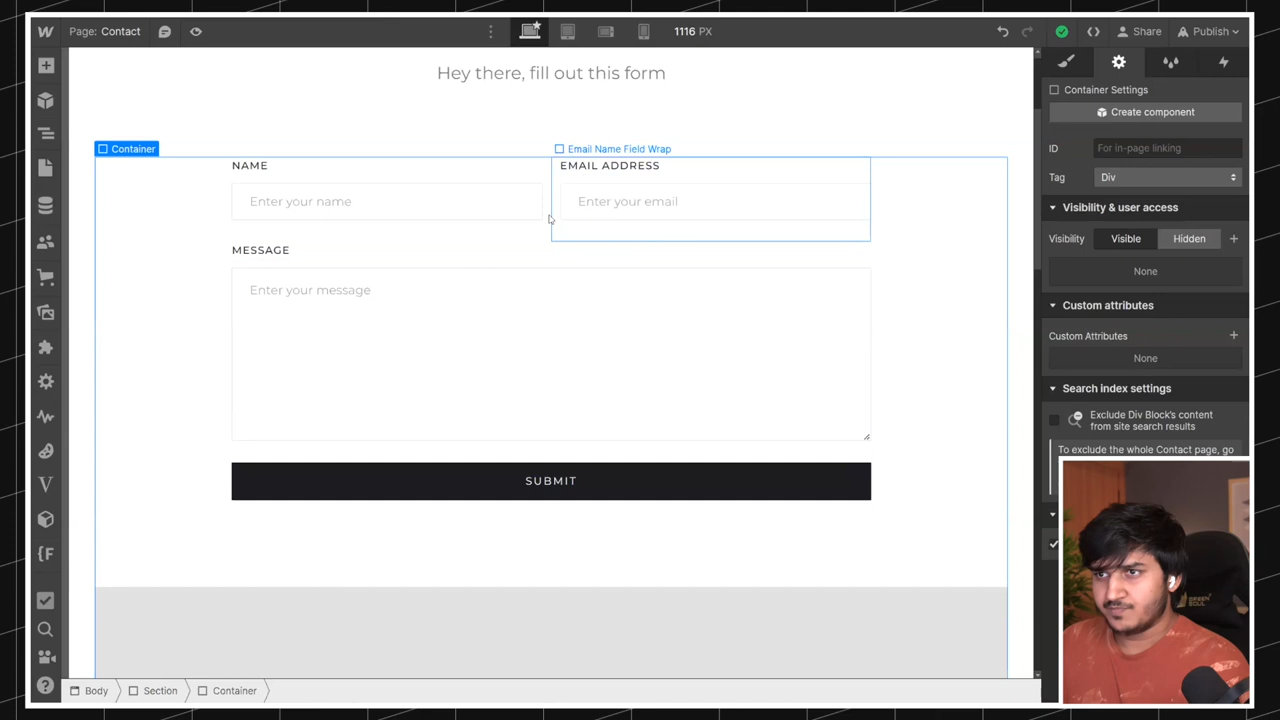 Page: Contact
1116 PX
Share
Publish
Hey there, fill out this form
Container
Email Name Field Wrap
NAME
EMAIL ADDRESS
Enter your name
Enter your email
MESSAGE
Enter your message
SUBMIT
Container Settings
Create component
ID
For in-page linking
Tag
Div
Visibility & user access
Visibility
Visible
Hidden
None
Custom attributes
Custom Attributes
None
Search index settings
Exclude Div Block's content
from site search results
To exclude the whole Contact page, go
Body
Section
Container